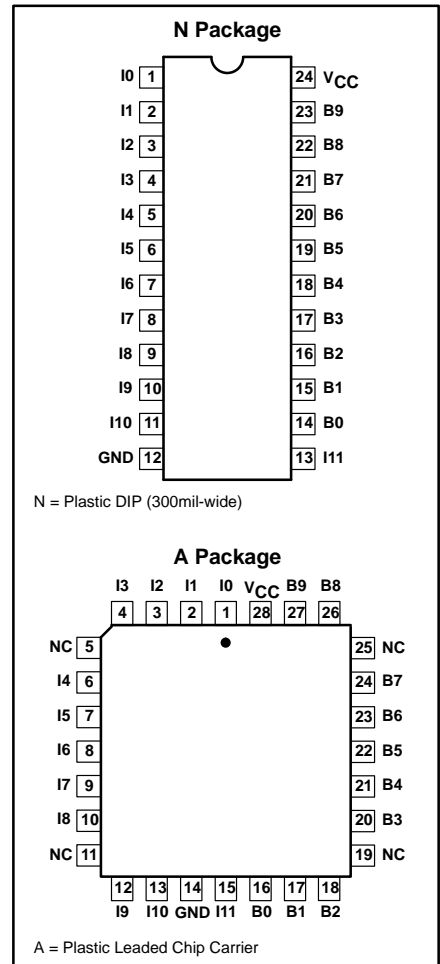 N Package
I0 1 24 VCC
I1 2 23 B9
I2 3 22 B8
I3 4 21 B7
I4 5 20 B6
I5 6 19 B5
I6 7 18 B4
I7 8 17 B3
I8 9 16 B2
I9 10 15 B1
I10 11 14 B0
GND 12 13 I11
N = Plastic DIP (300mil-wide)
A Package
I3 I2 I1 I0 VCC B9 B8
4 3 2 1 28 27 26
NC 5 25 NC
I4 6 24 B7
I5 7 23 B6
I6 8 22 B5
I7 9 21 B4
I8 10 20 B3
NC 11 19 NC
12 13 14 15 16 17 18
I9 I10 GND I11 B0 B1 B2
A = Plastic Leaded Chip Carrier